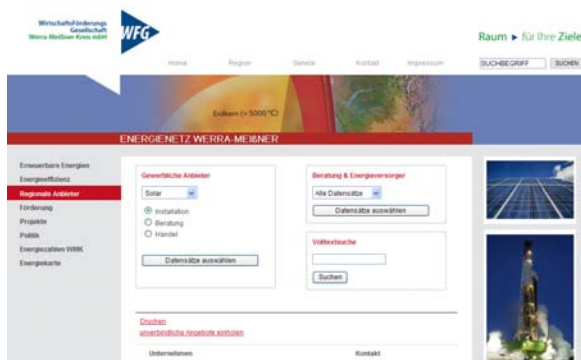 Wirtschaftsförderungs
Gesellschaft
Werra-Meißner-Kreis mbH
WFG
Raum ▶ für Ihre Ziele
Home Region Service Kontakt Impressum
SUCHBEGRIFF SUCHEN
Erdkern (> 5000 °C)
ENERGIENETZ WERRA-MEIßNER
Erneuerbare Energien
Energieeffizienz
Regionale Anbieter
Förderung
Projekte
Politik
Energiezahlen WMK
Energiekarte
Gewerbliche Anbieter
Solar
Installation
Beratung
Handel
Datensätze auswählen
Beratung & Energieversorger
Alle Datensätze
Datensätze auswählen
Volltextsuche
Suchen
Drucken
unverbindliche Angebote einholen
Unternehmen Kontakt